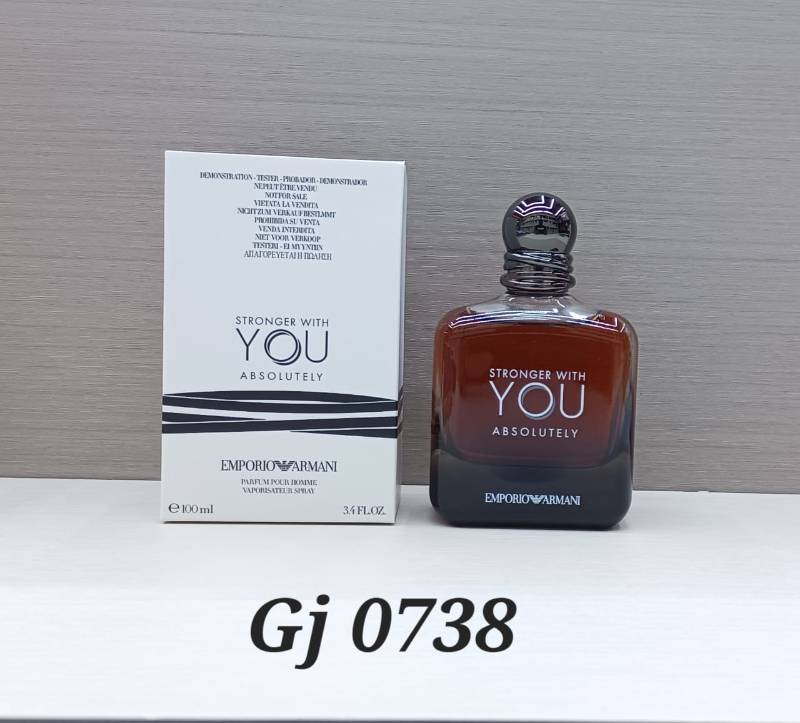 DEMONSTRATION - TESTER - PROBADOR - DEMONSTRADOR
NE PEUT ÊTRE VENDU
NOT FOR SALE
VIETATA LA VENDITA
NICHT ZUM VERKAUF BESTLMMT
PROHIBIDA SU VENTA
VENDA INTERDITA
NIET VOOR VERKOOP
TESTERI - EI MYYNTIIN
ΑΠΑΓΟΡΕΥΕΤΑΙ Η ΠΩΛΗΣΗ
STRONGER WITH
YOU
ABSOLUTELY
EMPORIO ARMANI
PARFUM POUR HOMME
VAPORISATEUR SPRAY
℮ 100 ml 3.4 FL.OZ.
STRONGER WITH
YOU
ABSOLUTELY
EMPORIO ARMANI
Gj 0738